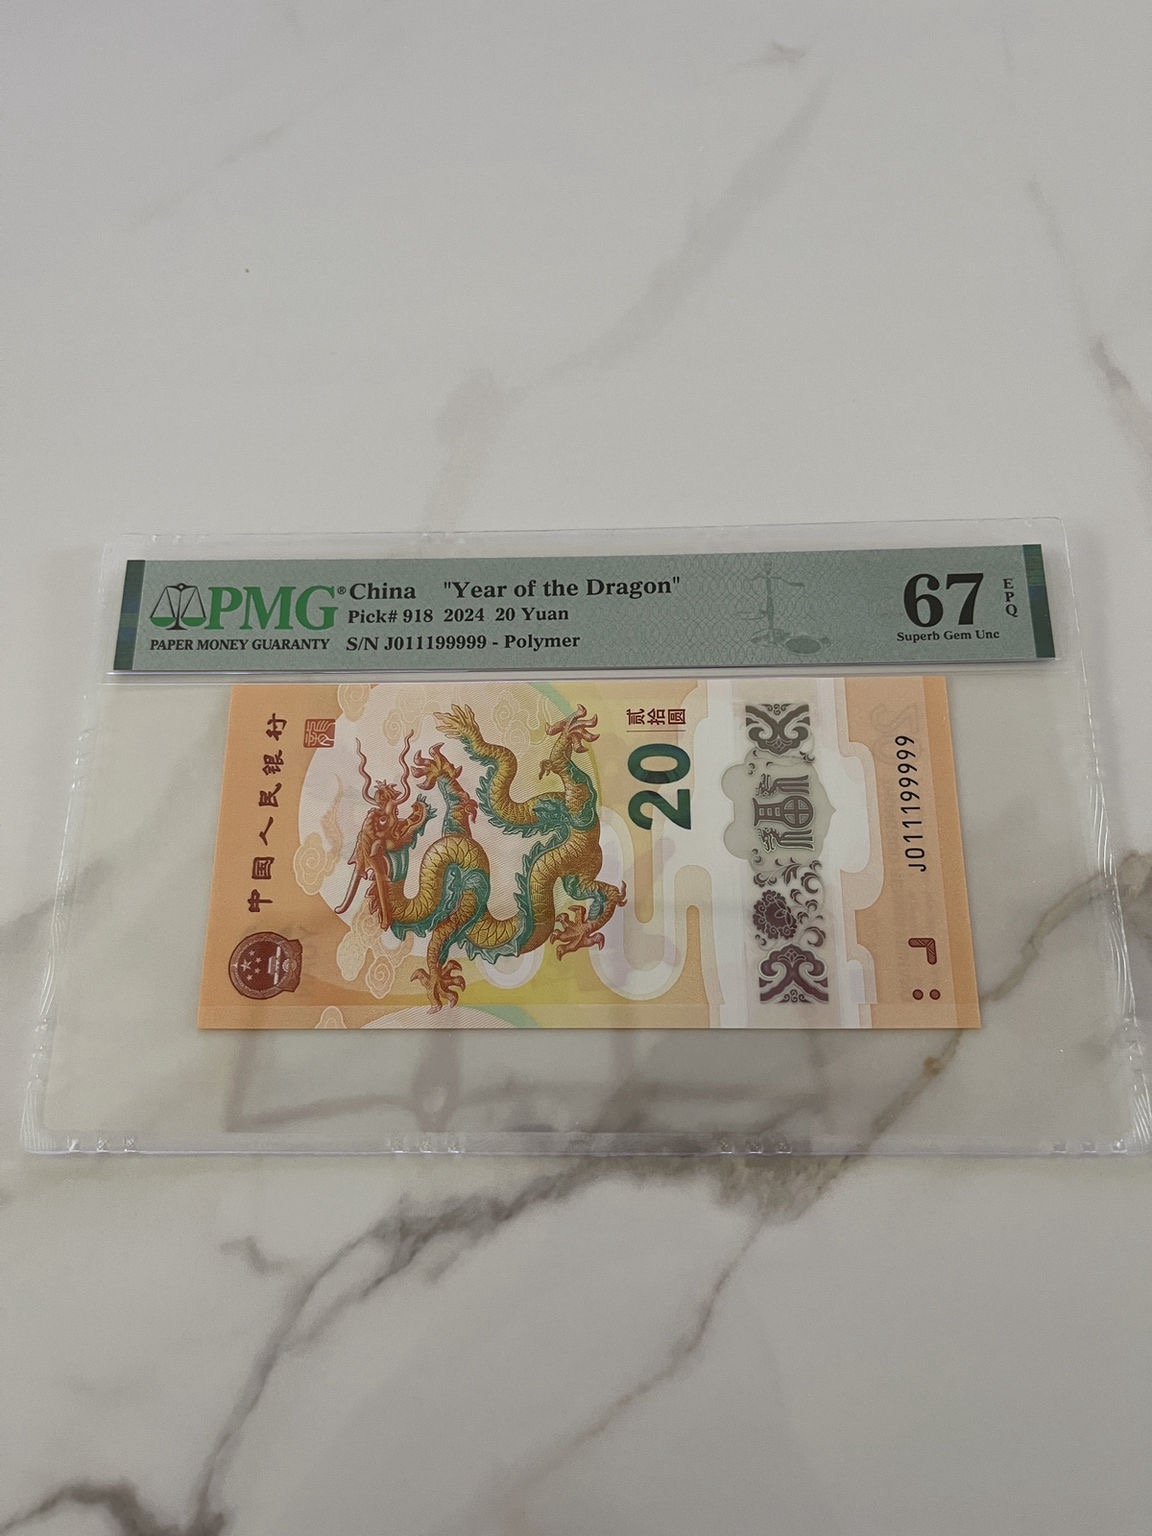 PMG® China "Year of the Dragon"
Pick# 918 2024 20 Yuan
PAPER MONEY GUARANTY S/N J011199999 - Polymer
67 EPQ
Superb Gem Unc
中国人民银行
贰拾圆
20
福
J011199999